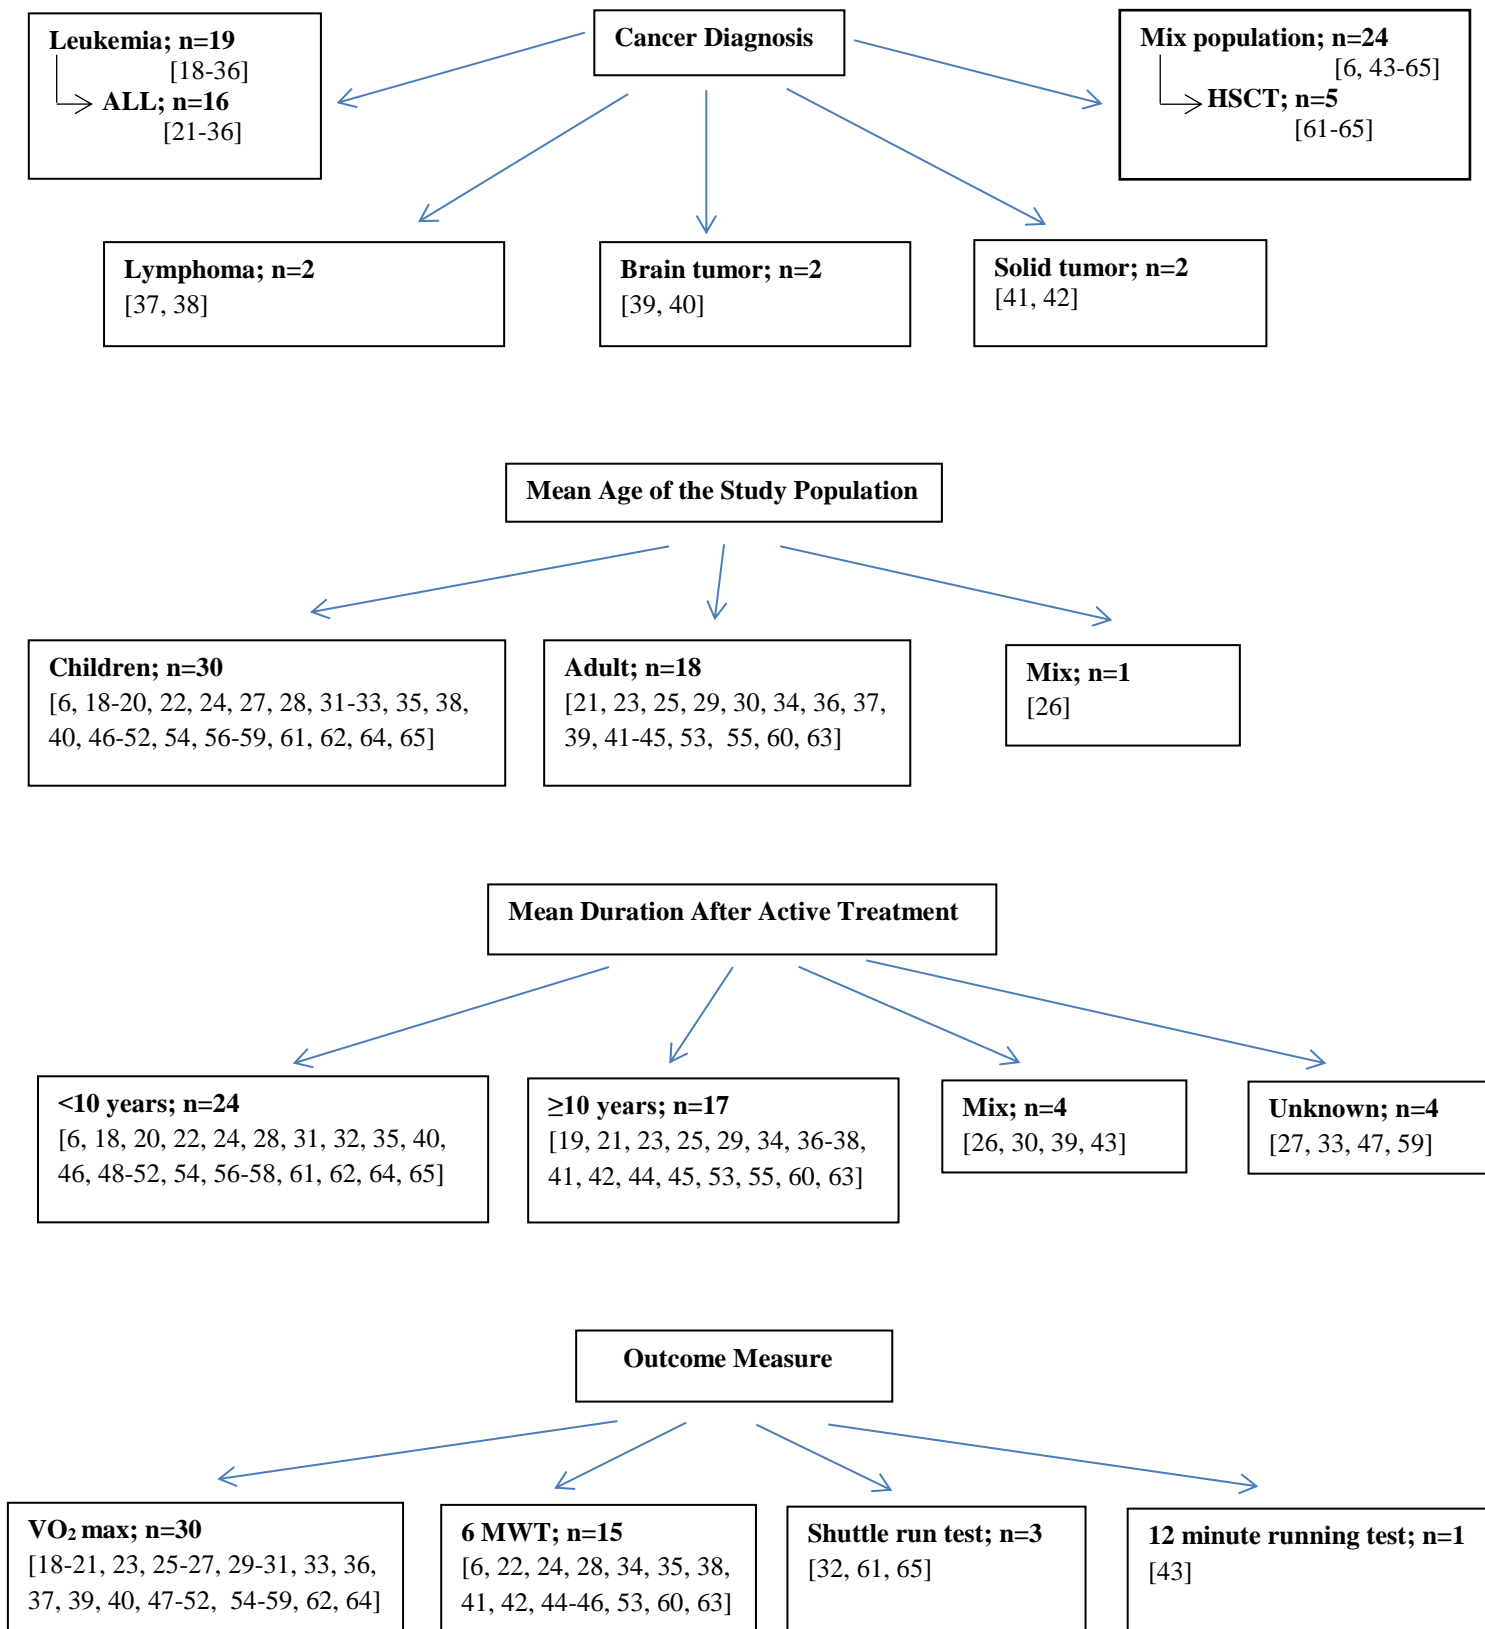 Cancer Diagnosis
Leukemia; n=19
[18-36]
ALL; n=16
[21-36]
Mix population; n=24
[6, 43-65]
HSCT; n=5
[61-65]
Lymphoma; n=2
[37, 38]
Brain tumor; n=2
[39, 40]
Solid tumor; n=2
[41, 42]
Mean Age of the Study Population
Children; n=30
[6, 18-20, 22, 24, 27, 28, 31-33, 35, 38,
40, 46-52, 54, 56-59, 61, 62, 64, 65]
Adult; n=18
[21, 23, 25, 29, 30, 34, 36, 37,
39, 41-45, 53, 55, 60, 63]
Mix; n=1
[26]
Mean Duration After Active Treatment
<10 years; n=24
[6, 18, 20, 22, 24, 28, 31, 32, 35, 40,
46, 48-52, 54, 56-58, 61, 62, 64, 65]
≥10 years; n=17
[19, 21, 23, 25, 29, 34, 36-38,
41, 42, 44, 45, 53, 55, 60, 63]
Mix; n=4
[26, 30, 39, 43]
Unknown; n=4
[27, 33, 47, 59]
Outcome Measure
VO₂ max; n=30
[18-21, 23, 25-27, 29-31, 33, 36,
37, 39, 40, 47-52, 54-59, 62, 64]
6 MWT; n=15
[6, 22, 24, 28, 34, 35, 38,
41, 42, 44-46, 53, 60, 63]
Shuttle run test; n=3
[32, 61, 65]
12 minute running test; n=1
[43]